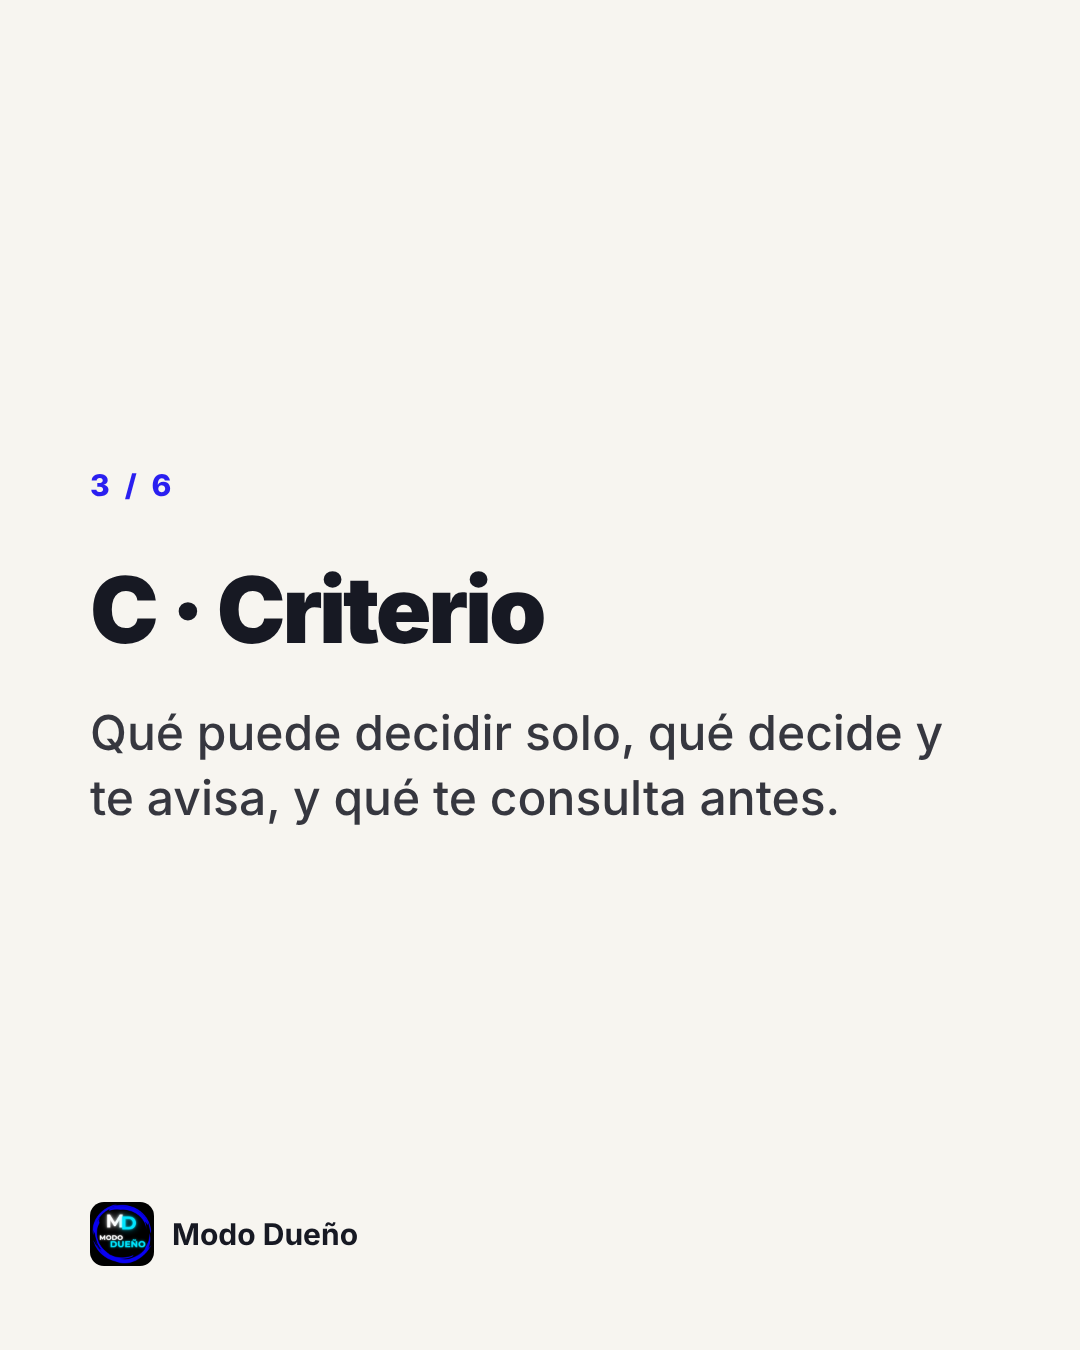 3 / 6
C · Criterio
Qué puede decidir solo, qué decide y
te avisa, y qué te consulta antes.
MD
MODO
DUEÑO
Modo Dueño